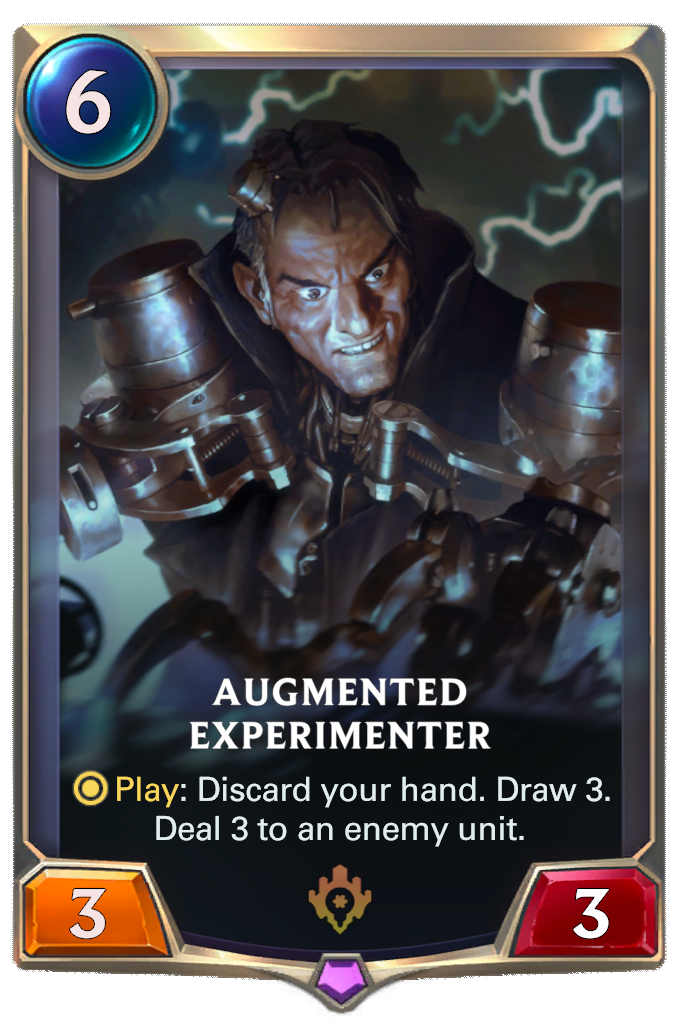 6
AUGMENTED
EXPERIMENTER
Play: Discard your hand. Draw 3.
Deal 3 to an enemy unit.
3 3